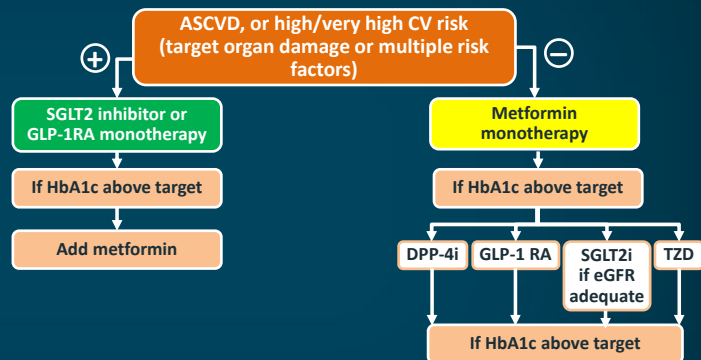 ASCVD, or high/very high CV risk
(target organ damage or multiple risk
factors)
+
−
SGLT2 inhibitor or
GLP-1RA monotherapy
Metformin
monotherapy
If HbA1c above target
If HbA1c above target
Add metformin
DPP-4i
GLP-1 RA
SGLT2i
if eGFR
adequate
TZD
If HbA1c above target